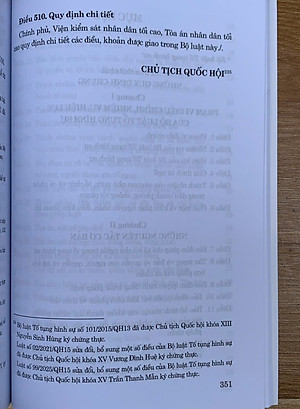 Điều 510. Quy định chi tiết
Chính phủ, Viện kiểm sát nhân dân tối cao, Tòa án nhân dân tối
cao quy định chi tiết các điều, khoản được giao trong Bộ luật này./.
CHỦ TỊCH QUỐC HỘI
Bộ luật Tố tụng hình sự số 101/2015/QH13 đã được Chủ tịch Quốc hội khóa XIII
Nguyễn Sinh Hùng ký chứng thực.
Luật số 02/2021/QH15 sửa đổi, bổ sung một số điều của Bộ luật Tố tụng hình sự
đã được Chủ tịch Quốc hội khóa XV Vương Đình Huệ ký chứng thực.
Luật số 99/2025/QH15 sửa đổi, bổ sung một số điều của Bộ luật Tố tụng hình sự
đã được Chủ tịch Quốc hội khóa XV Trần Thanh Mẫn ký chứng thực.
351